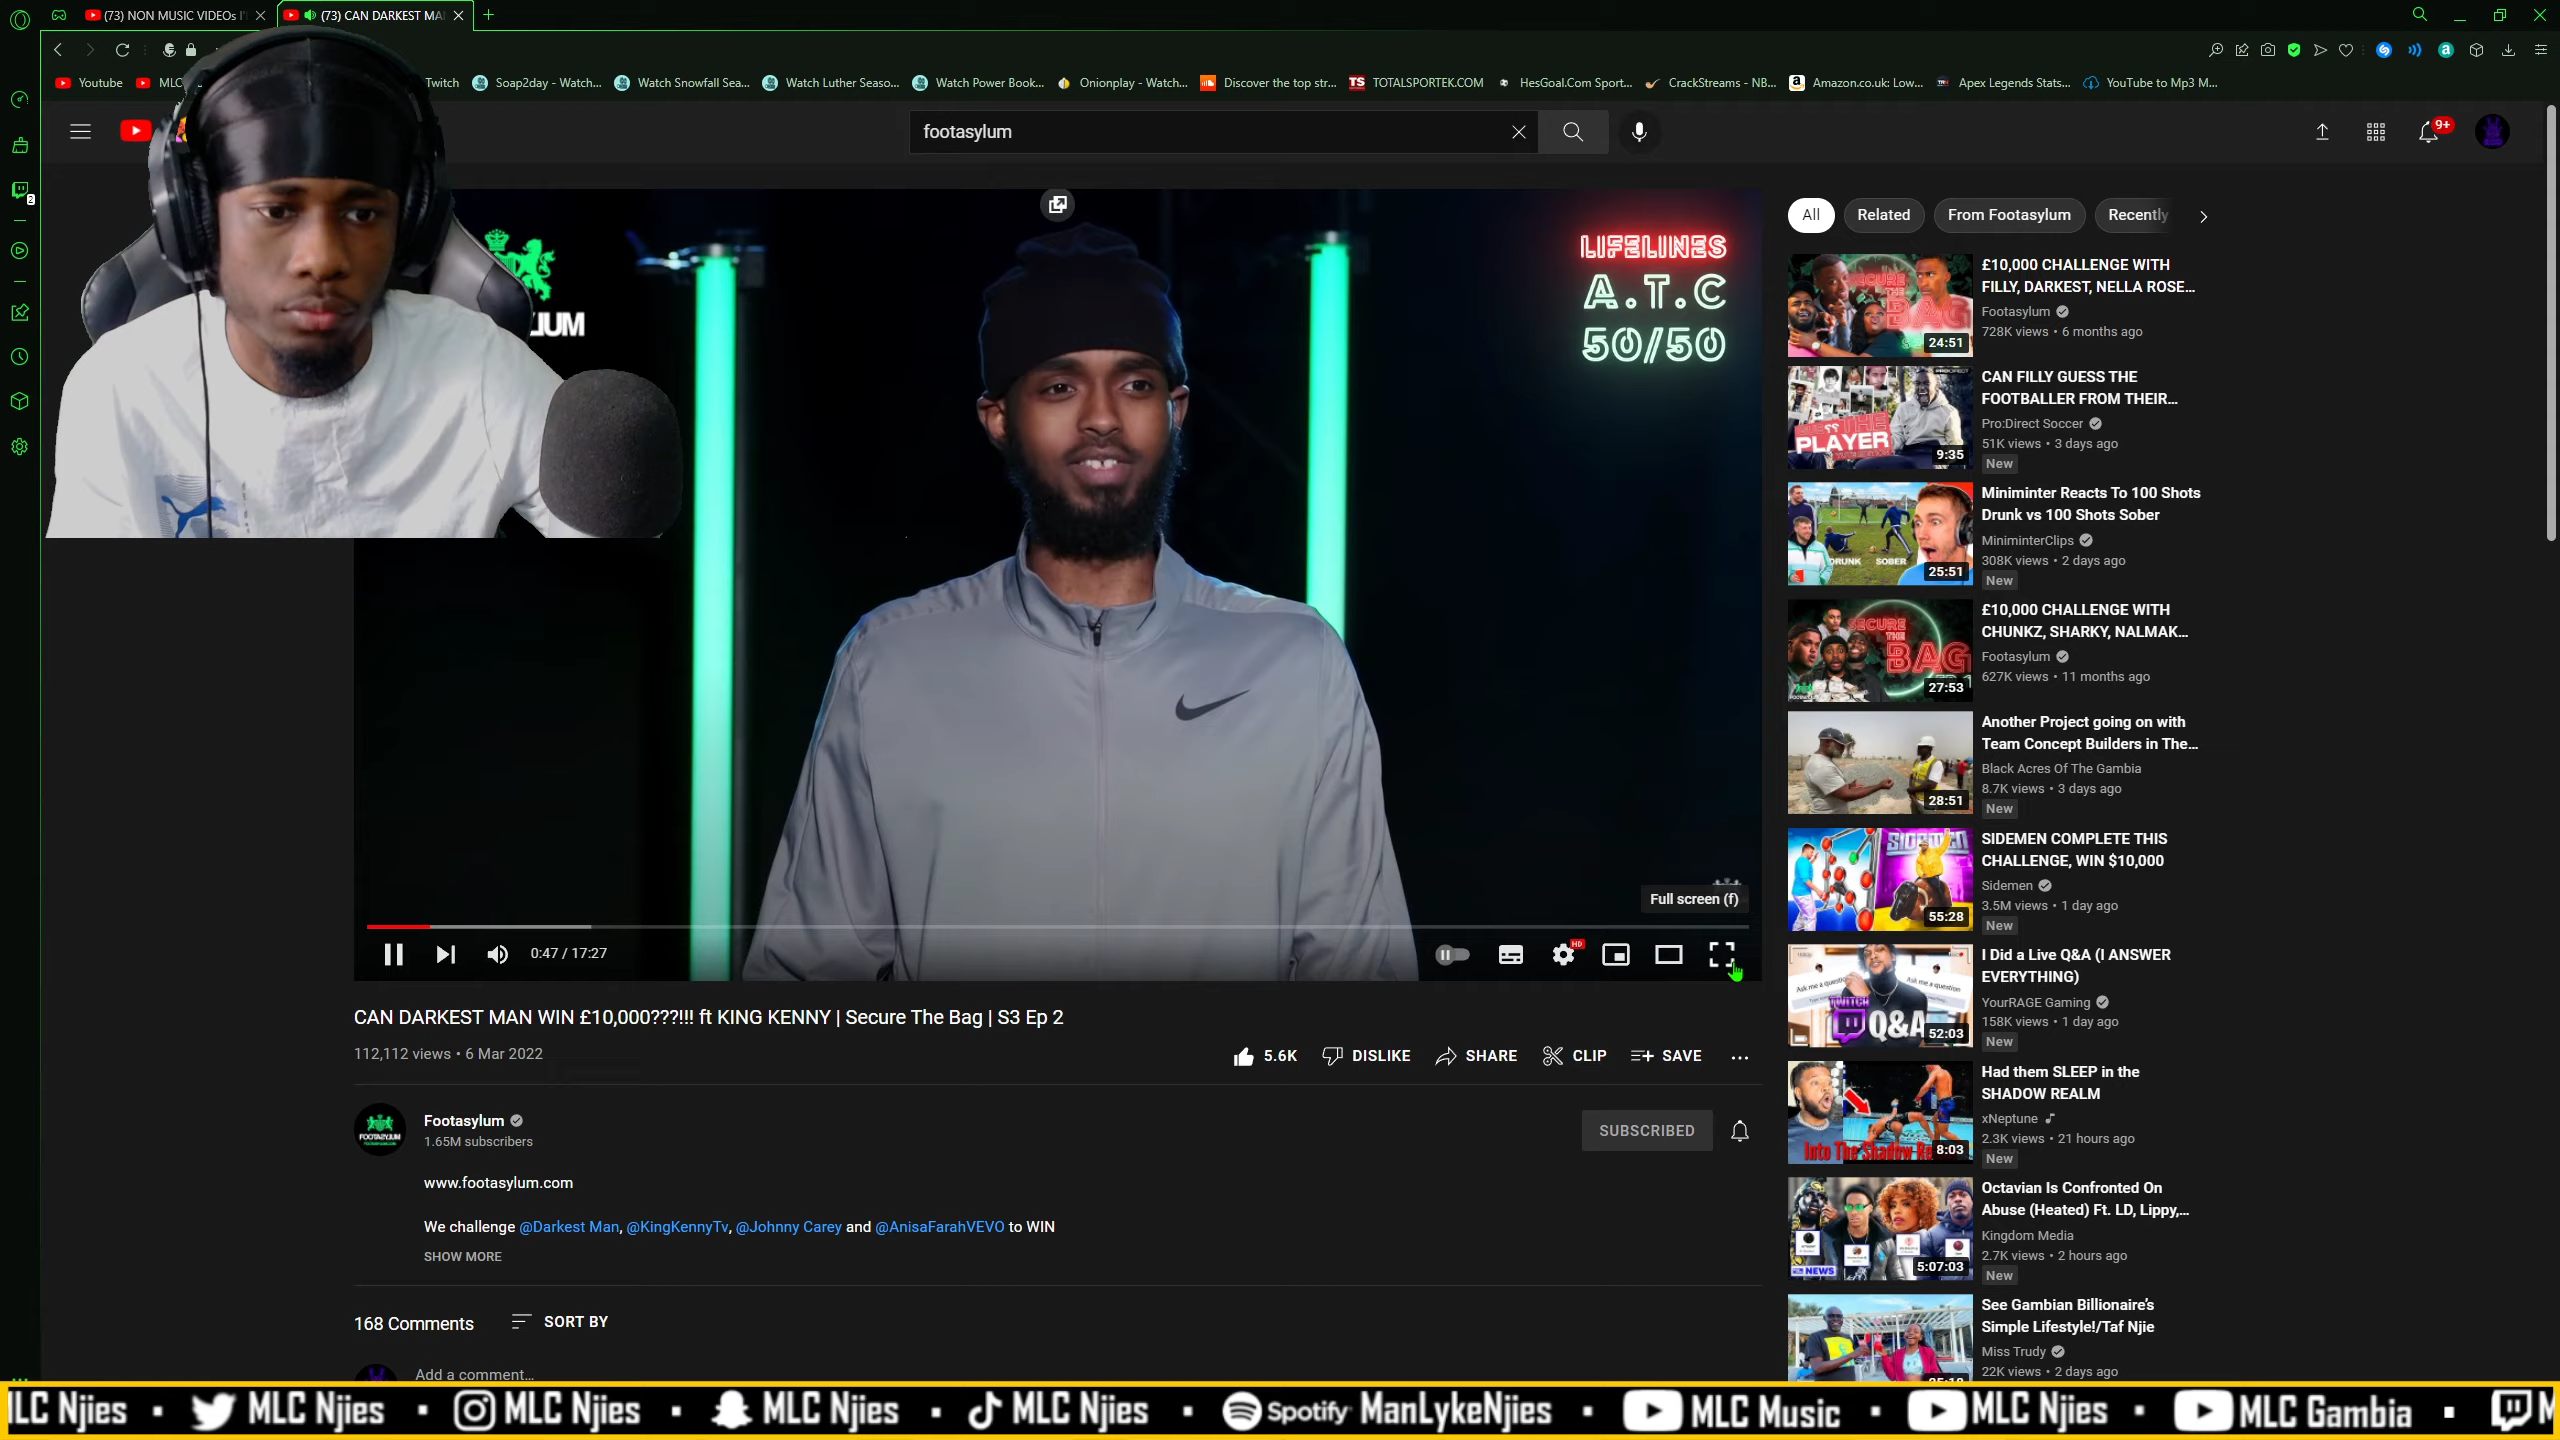 (73) NON MUSIC VIDEOs I'
(73) CAN DARKEST MA
Youtube
MLC
Twitch
Soap2day - Watch...
Watch Snowfall Sea...
Watch Luther Seaso...
Watch Power Book...
Onionplay - Watch...
Discover the top str...
TOTALSPORTEK.COM
HesGoal.Com Sport...
CrackStreams - NB...
Amazon.co.uk: Low...
Apex Legends Stats...
YouTube to Mp3 M...
footasylum
9+
2
LIFELINES
A.T.C
50/50
Full screen (f)
0:47 / 17:27
HD
CAN DARKEST MAN WIN £10,000???!!! ft KING KENNY | Secure The Bag | S3 Ep 2
112,112 views • 6 Mar 2022
5.6K
DISLIKE
SHARE
CLIP
SAVE
Footasylum
1.65M subscribers
SUBSCRIBED
www.footasylum.com
We challenge @Darkest Man, @KingKennyTv, @Johnny Carey and @AnisaFarahVEVO to WIN
SHOW MORE
168 Comments
SORT BY
Add a comment...
All
Related
From Footasylum
Recently
SECURE THE BAG
24:51
£10,000 CHALLENGE WITH
FILLY, DARKEST, NELLA ROSE...
Footasylum
728K views • 6 months ago
PLAYER
9:35
CAN FILLY GUESS THE
FOOTBALLER FROM THEIR...
Pro:Direct Soccer
51K views • 3 days ago
New
DRUNK
SOBER
25:51
Miniminter Reacts To 100 Shots
Drunk vs 100 Shots Sober
MiniminterClips
308K views • 2 days ago
New
SECURE THE BAG
27:53
£10,000 CHALLENGE WITH
CHUNKZ, SHARKY, NALMAK...
Footasylum
627K views • 11 months ago
28:51
Another Project going on with
Team Concept Builders in The...
Black Acres Of The Gambia
8.7K views • 3 days ago
New
SIDEMEN
55:28
SIDEMEN COMPLETE THIS
CHALLENGE, WIN $10,000
Sidemen
3.5M views • 1 day ago
New
Ask me a question
TWITCH
Q&A
52:03
I Did a Live Q&A (I ANSWER
EVERYTHING)
YourRAGE Gaming
158K views • 1 day ago
New
Into The Shadow Re
8:03
Had them SLEEP in the
SHADOW REALM
xNeptune
2.3K views • 21 hours ago
New
NEWS
5:07:03
Octavian Is Confronted On
Abuse (Heated) Ft. LD, Lippy,...
Kingdom Media
2.7K views • 2 hours ago
New
See Gambian Billionaire's
Simple Lifestyle!/Taf Njie
Miss Trudy
22K views • 2 days ago
LC Njies • MLC Njies • MLC Njies • MLC Njies • MLC Njies • Spotify ManLykeNjies • MLC Music • MLC Njies • MLC Gambia